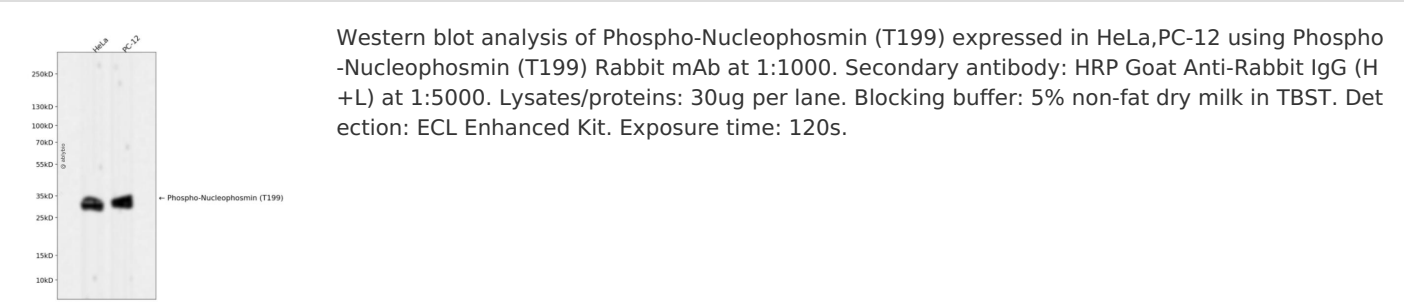 HeLa
PC-12
250kD
130kD
100kD
70kD
55kD
35kD
25kD
15kD
10kD
@ abbybio
← Phospho-Nucleophosmin (T199)
Western blot analysis of Phospho-Nucleophosmin (T199) expressed in HeLa,PC-12 using Phospho
-Nucleophosmin (T199) Rabbit mAb at 1:1000. Secondary antibody: HRP Goat Anti-Rabbit IgG (H
+L) at 1:5000. Lysates/proteins: 30ug per lane. Blocking buffer: 5% non-fat dry milk in TBST. Det
ection: ECL Enhanced Kit. Exposure time: 120s.